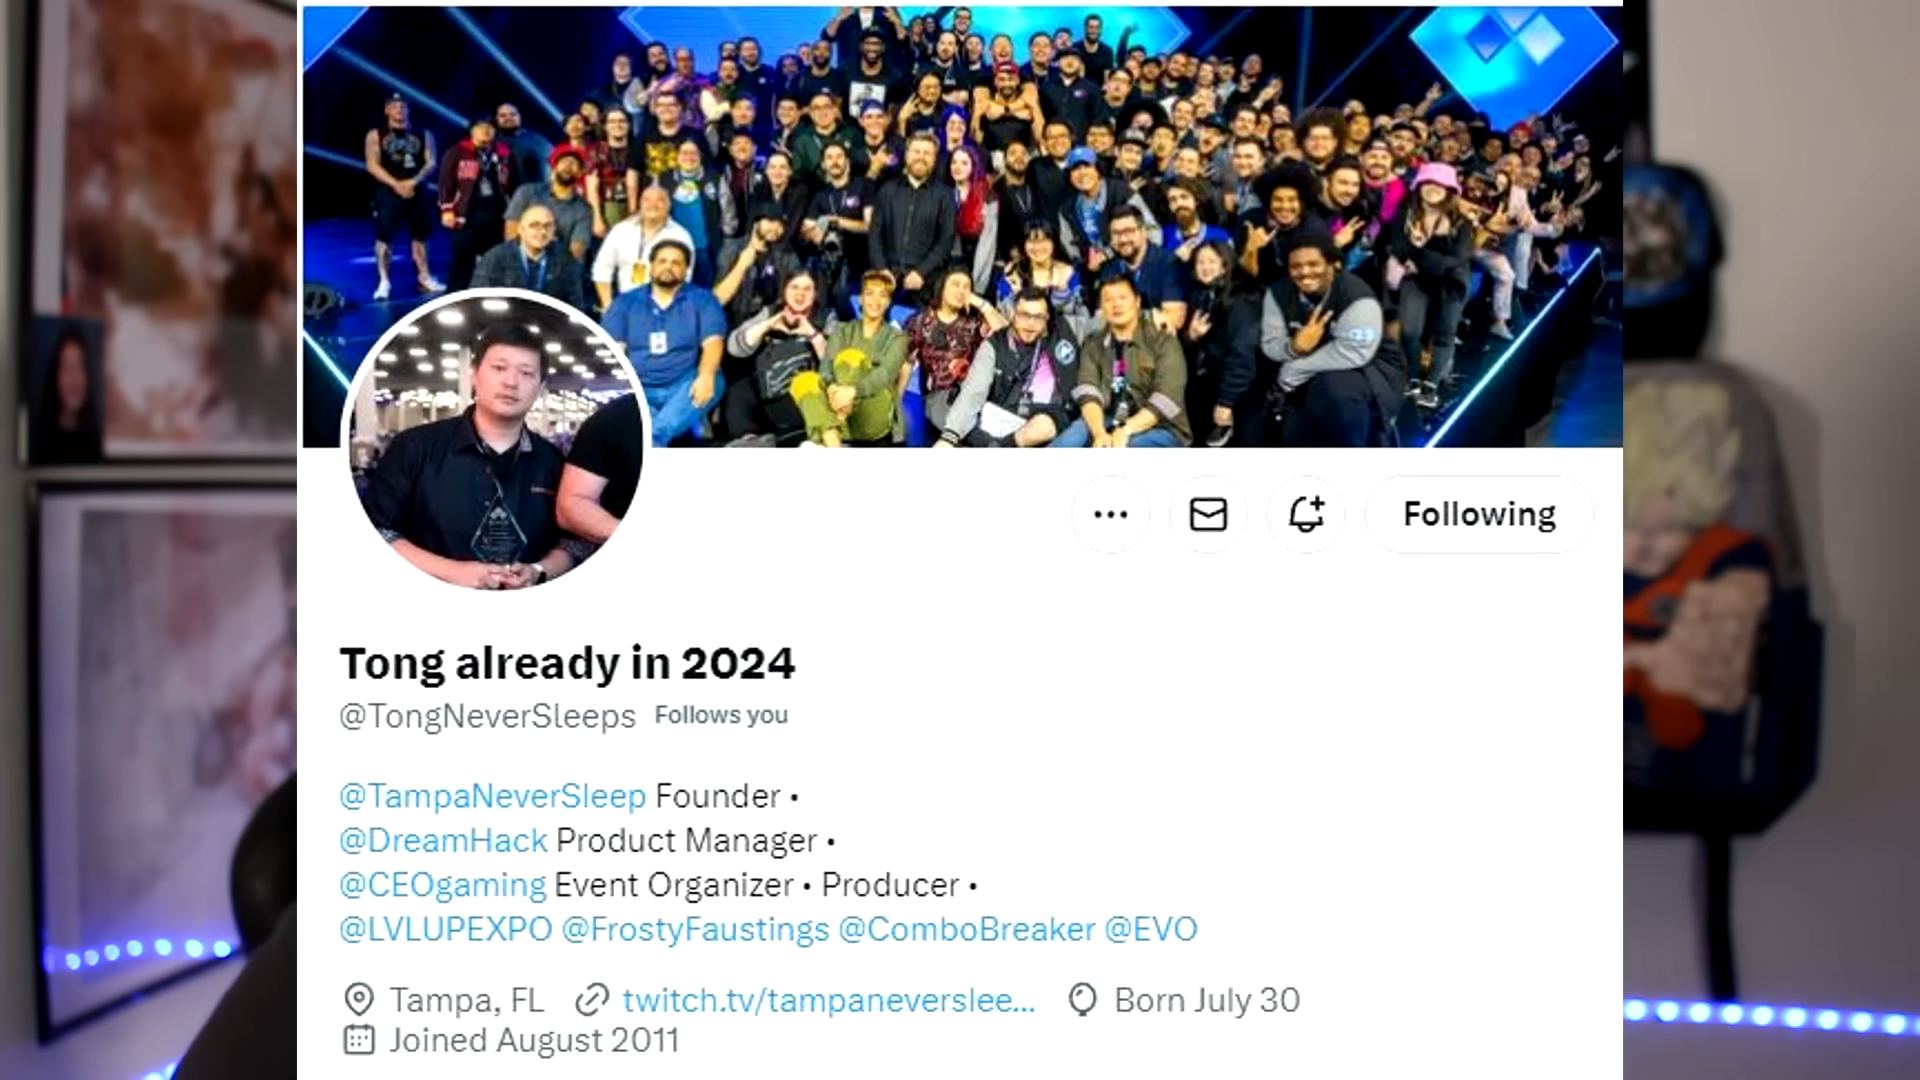 Following
Tong already in 2024
@TongNeverSleeps Follows you
@TampaNeverSleep Founder •
@DreamHack Product Manager •
@CEOgaming Event Organizer • Producer •
@LVLUPEXPO @FrostyFaustings @ComboBreaker @EVO
Tampa, FL twitch.tv/tampaneverslee... Born July 30
Joined August 2011